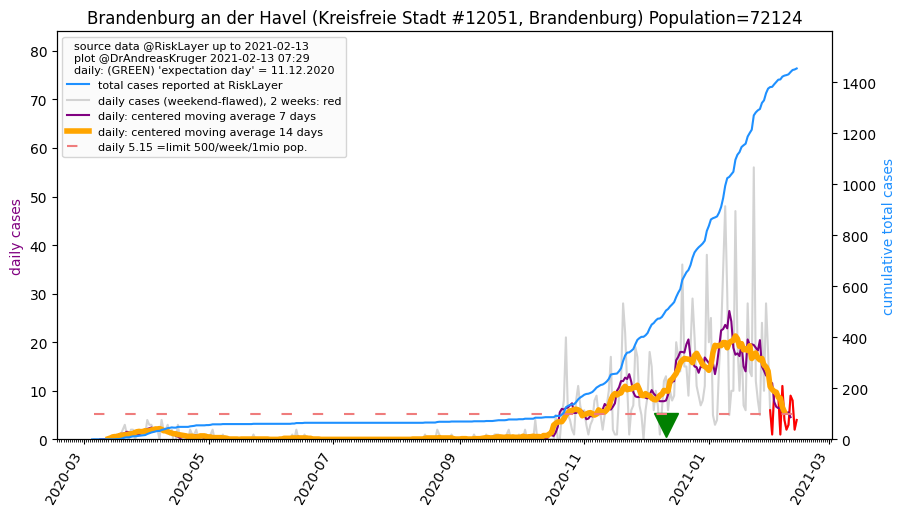 Brandenburg an der Havel (Kreisfreie Stadt #12051, Brandenburg) Population=72124
source data @RiskLayer up to 2021-02-13
plot @DrAndreasKruger 2021-02-13 07:29
daily: (GREEN) 'expectation day' = 11.12.2020
total cases reported at RiskLayer
daily cases (weekend-flawed), 2 weeks: red
daily: centered moving average 7 days
daily: centered moving average 14 days
daily 5.15 =limit 500/week/1mio pop.
daily cases
80
70
60
50
40
30
20
10
0
cumulative total cases
1400
1200
1000
800
600
400
200
0
2020-03
2020-05
2020-07
2020-09
2020-11
2021-01
2021-03